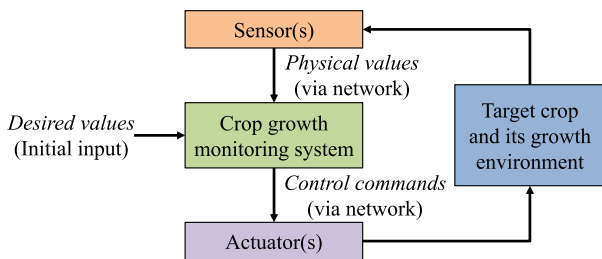 Sensor(s)
Physical values
(via network)
Desired values
(Initial input)
Crop growth
monitoring system
Target crop
and its growth
environment
Control commands
(via network)
Actuator(s)